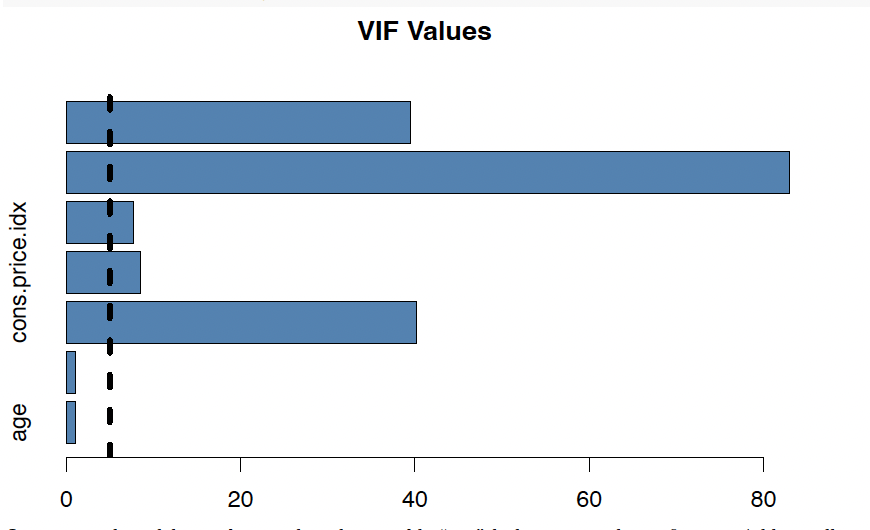 VIF Values
cons.price.idx
age
0 20 40 60 80